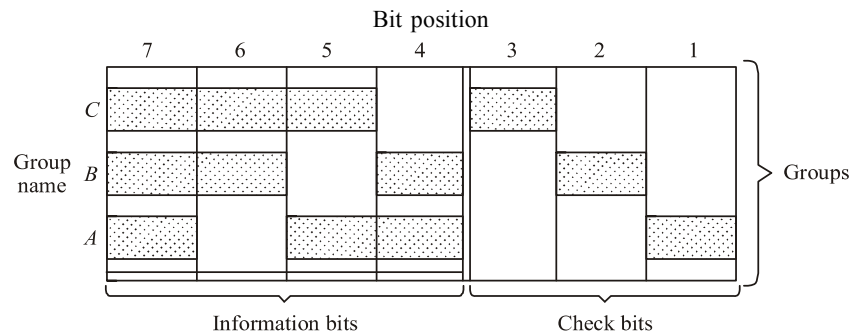 Bit position
7 6 5 4 3 2 1
C
Group
name
B
Groups
A
Information bits
Check bits